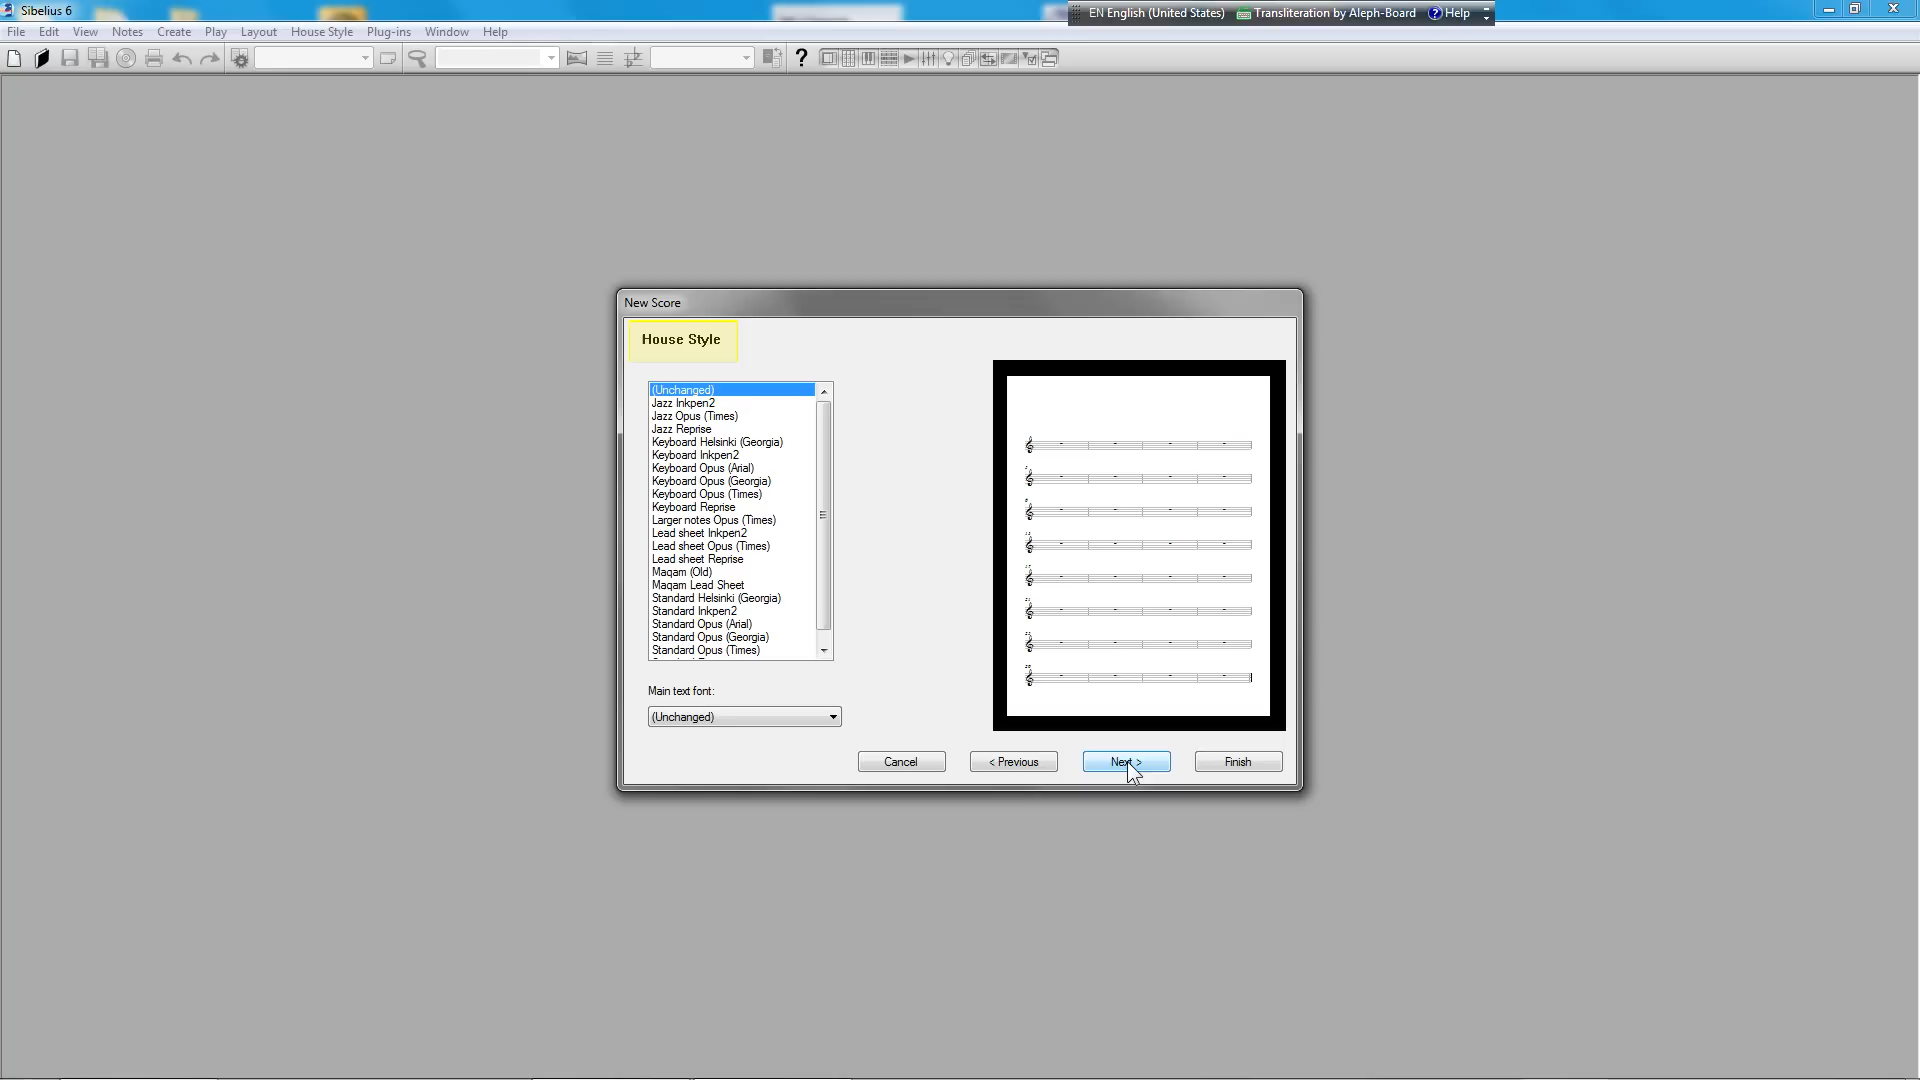 Sibelius 6
EN English (United States) Transliteration by Aleph-Board Help
File Edit View Notes Create Play Layout House Style Plug-ins Window Help
New Score
House Style
(Unchanged)
Jazz Inkpen2
Jazz Opus (Times)
Jazz Reprise
Keyboard Helsinki (Georgia)
Keyboard Inkpen2
Keyboard Opus (Arial)
Keyboard Opus (Georgia)
Keyboard Opus (Times)
Keyboard Reprise
Larger notes Opus (Times)
Lead sheet Inkpen2
Lead sheet Opus (Times)
Lead sheet Reprise
Maqam (Old)
Maqam Lead Sheet
Standard Helsinki (Georgia)
Standard Inkpen2
Standard Opus (Arial)
Standard Opus (Georgia)
Standard Opus (Times)
Main text font:
(Unchanged)
Cancel < Previous Next > Finish